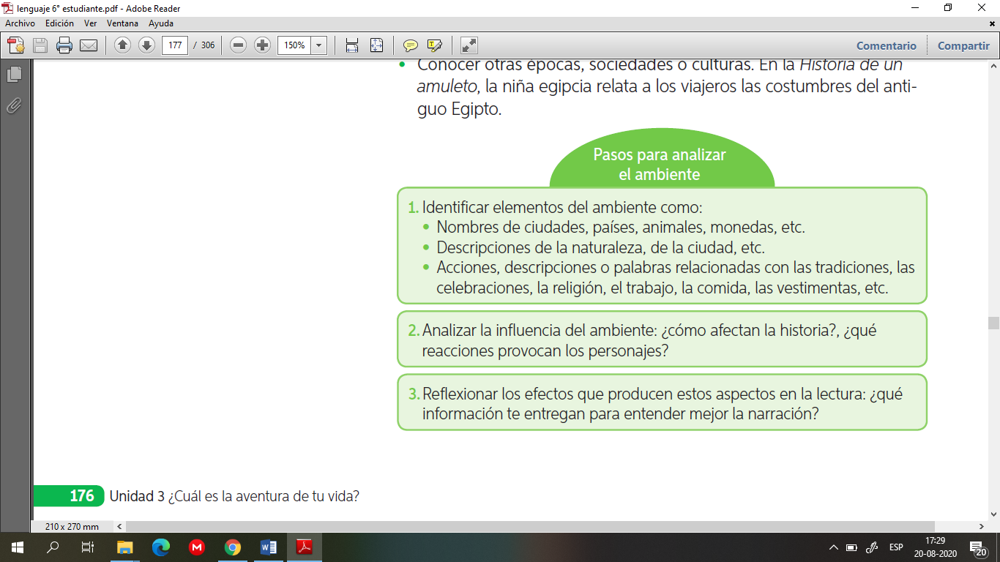 lenguaje 6° estudiante.pdf - Adobe Reader
Archivo Edición Ver Ventana Ayuda
177 / 306 150% Comentario Compartir
• Conocer otras épocas, sociedades o culturas. En la Historia de un
amuleto, la niña egipcia relata a los viajeros las costumbres del anti-
guo Egipto.
Pasos para analizar
el ambiente
1. Identificar elementos del ambiente como:
• Nombres de ciudades, países, animales, monedas, etc.
• Descripciones de la naturaleza, de la ciudad, etc.
• Acciones, descripciones o palabras relacionadas con las tradiciones, las
celebraciones, la religión, el trabajo, la comida, las vestimentas, etc.
2. Analizar la influencia del ambiente: ¿cómo afectan la historia?, ¿qué
reacciones provocan los personajes?
3. Reflexionar los efectos que producen estos aspectos en la lectura: ¿qué
información te entregan para entender mejor la narración?
176 Unidad 3 ¿Cuál es la aventura de tu vida?
210 x 270 mm
ESP
17:29
20-08-2020
20